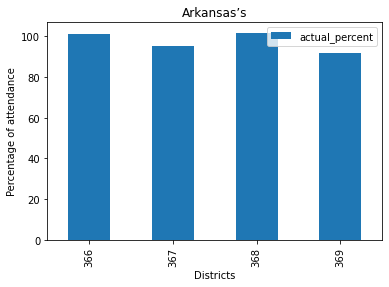 Arkansas’s
actual_percent
Percentage of attendance
100
80
60
40
20
0
366
367
368
369
Districts